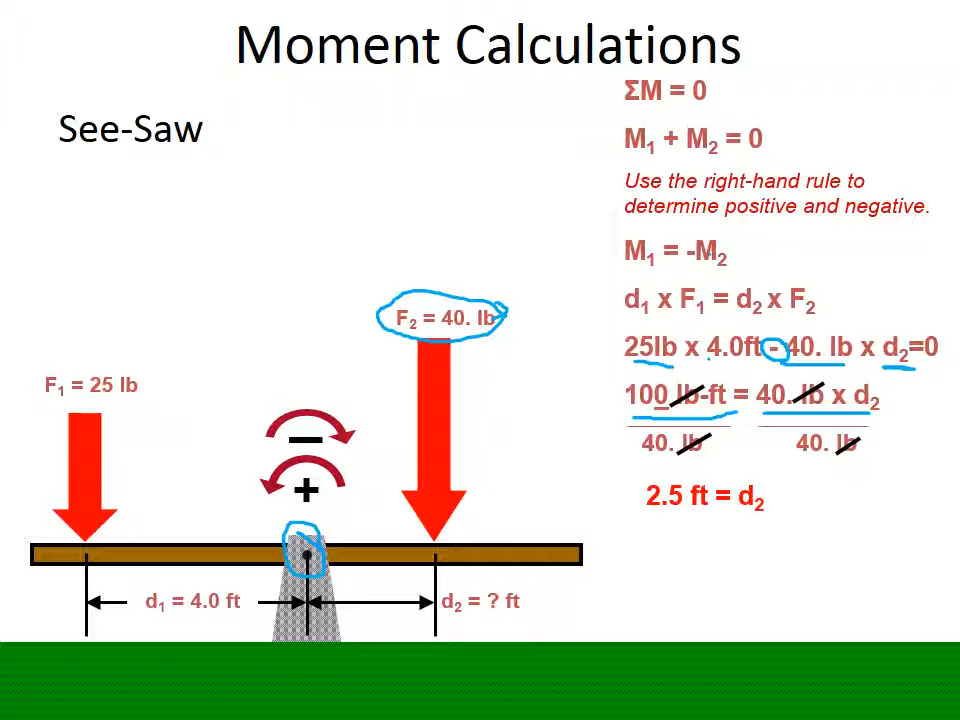 Moment Calculations
See-Saw
ΣM = 0
M₁ + M₂ = 0
Use the right-hand rule to
determine positive and negative.
M₁ = -M₂
d₁ x F₁ = d₂ x F₂
25lb x 4.0ft - 40. lb x d₂=0
100 lb-ft = 40. lb x d₂
40. lb 40. lb
2.5 ft = d₂
F₂ = 40. lb
F₁ = 25 lb
–
+
d₁ = 4.0 ft
d₂ = ? ft